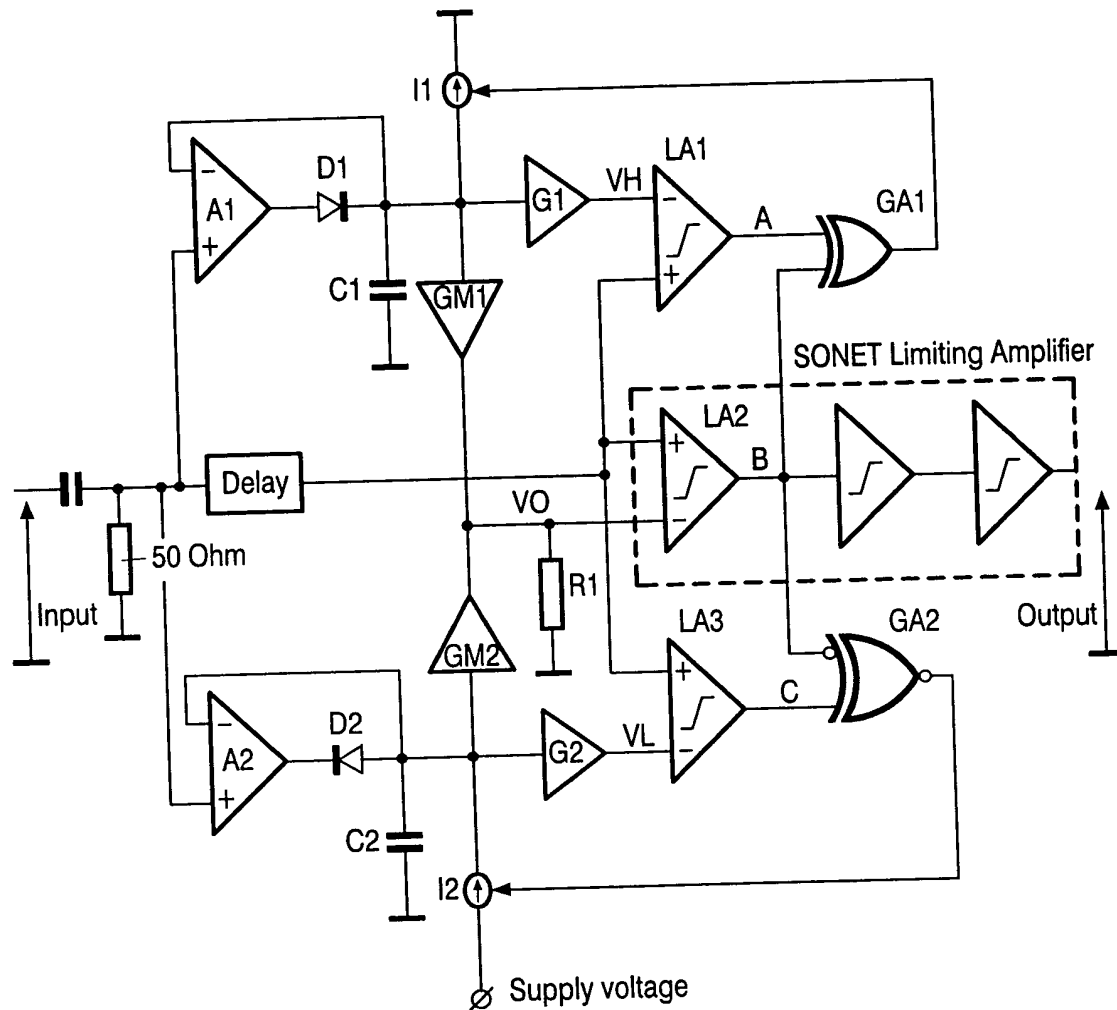 I1
LA1
D1
-
A1
+
G1
VH
-
+
A
GA1
C1
GM1
SONET Limiting Amplifier
LA2
+
-
B
Delay
VO
50 Ohm
R1
Input
Output
GM2
LA3
GA2
+
-
C
-
A2
+
D2
G2
VL
C2
I2
Supply voltage